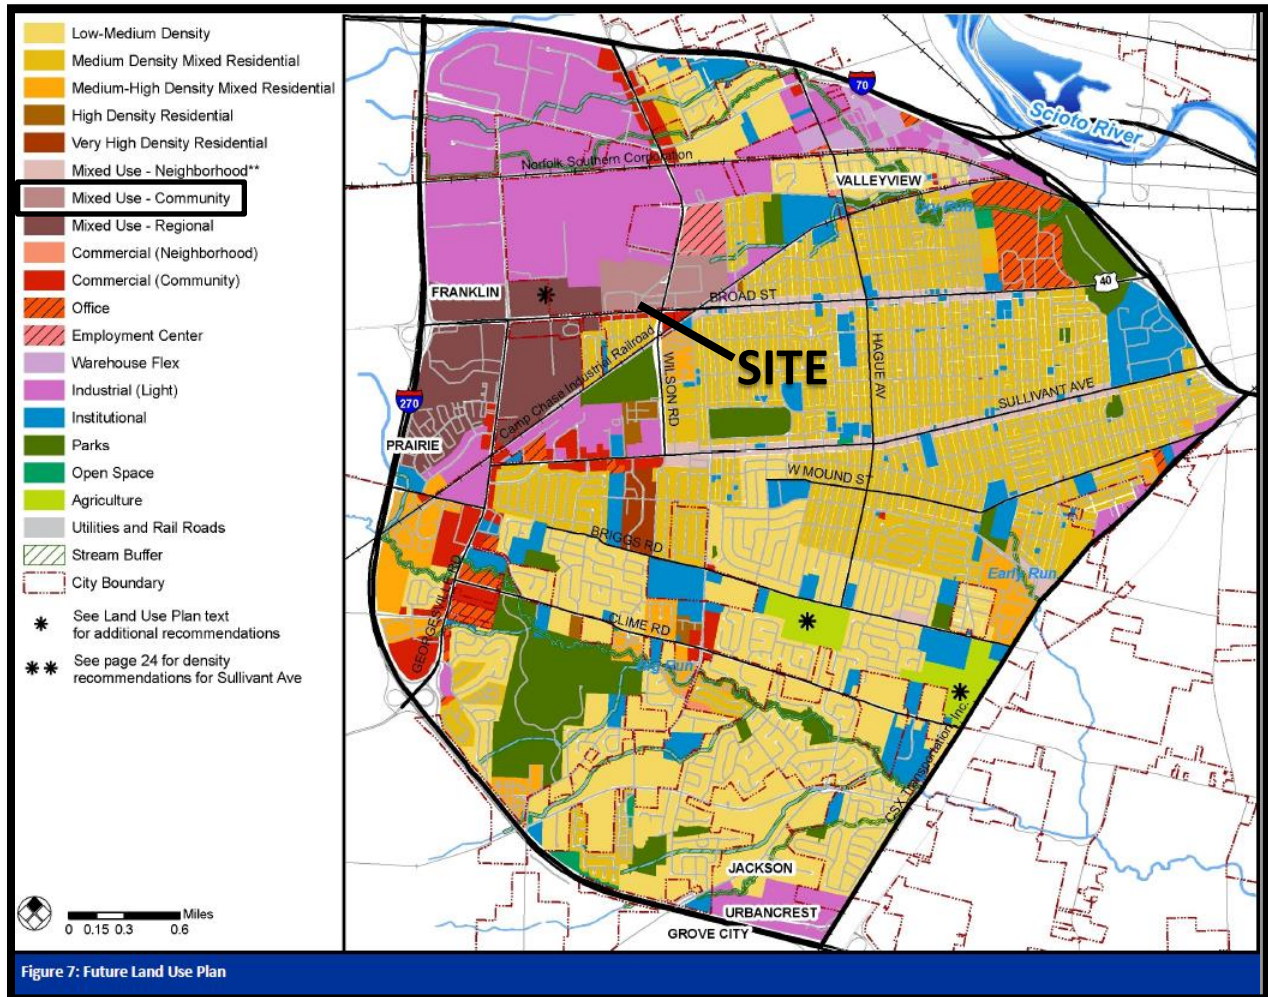 Low-Medium Density
Medium Density Mixed Residential
Medium-High Density Mixed Residential
High Density Residential
Very High Density Residential
Mixed Use - Neighborhood**
Mixed Use - Community
Mixed Use - Regional
Commercial (Neighborhood)
Commercial (Community)
Office
Employment Center
Warehouse Flex
Industrial (Light)
Institutional
Parks
Open Space
Agriculture
Utilities and Rail Roads
Stream Buffer
City Boundary
* See Land Use Plan text
for additional recommendations
** See page 24 for density
recommendations for Sullivant Ave
Miles
0 0.15 0.3 0.6
70
Scioto River
Norfolk Southern Corporation
VALLEYVIEW
40
FRANKLIN
BROAD ST
SITE
Camp Chase Industrial Railroad
WILSON RD
HAGUE AV
270
SULLIVANT AVE
PRAIRIE
W MOUND ST
BRIGGS RD
Early Run
GEORGESVILLE RD
CLIME RD
Big Run
CSX Transportation, Inc.
JACKSON
URBANCREST
GROVE CITY
Figure 7: Future Land Use Plan